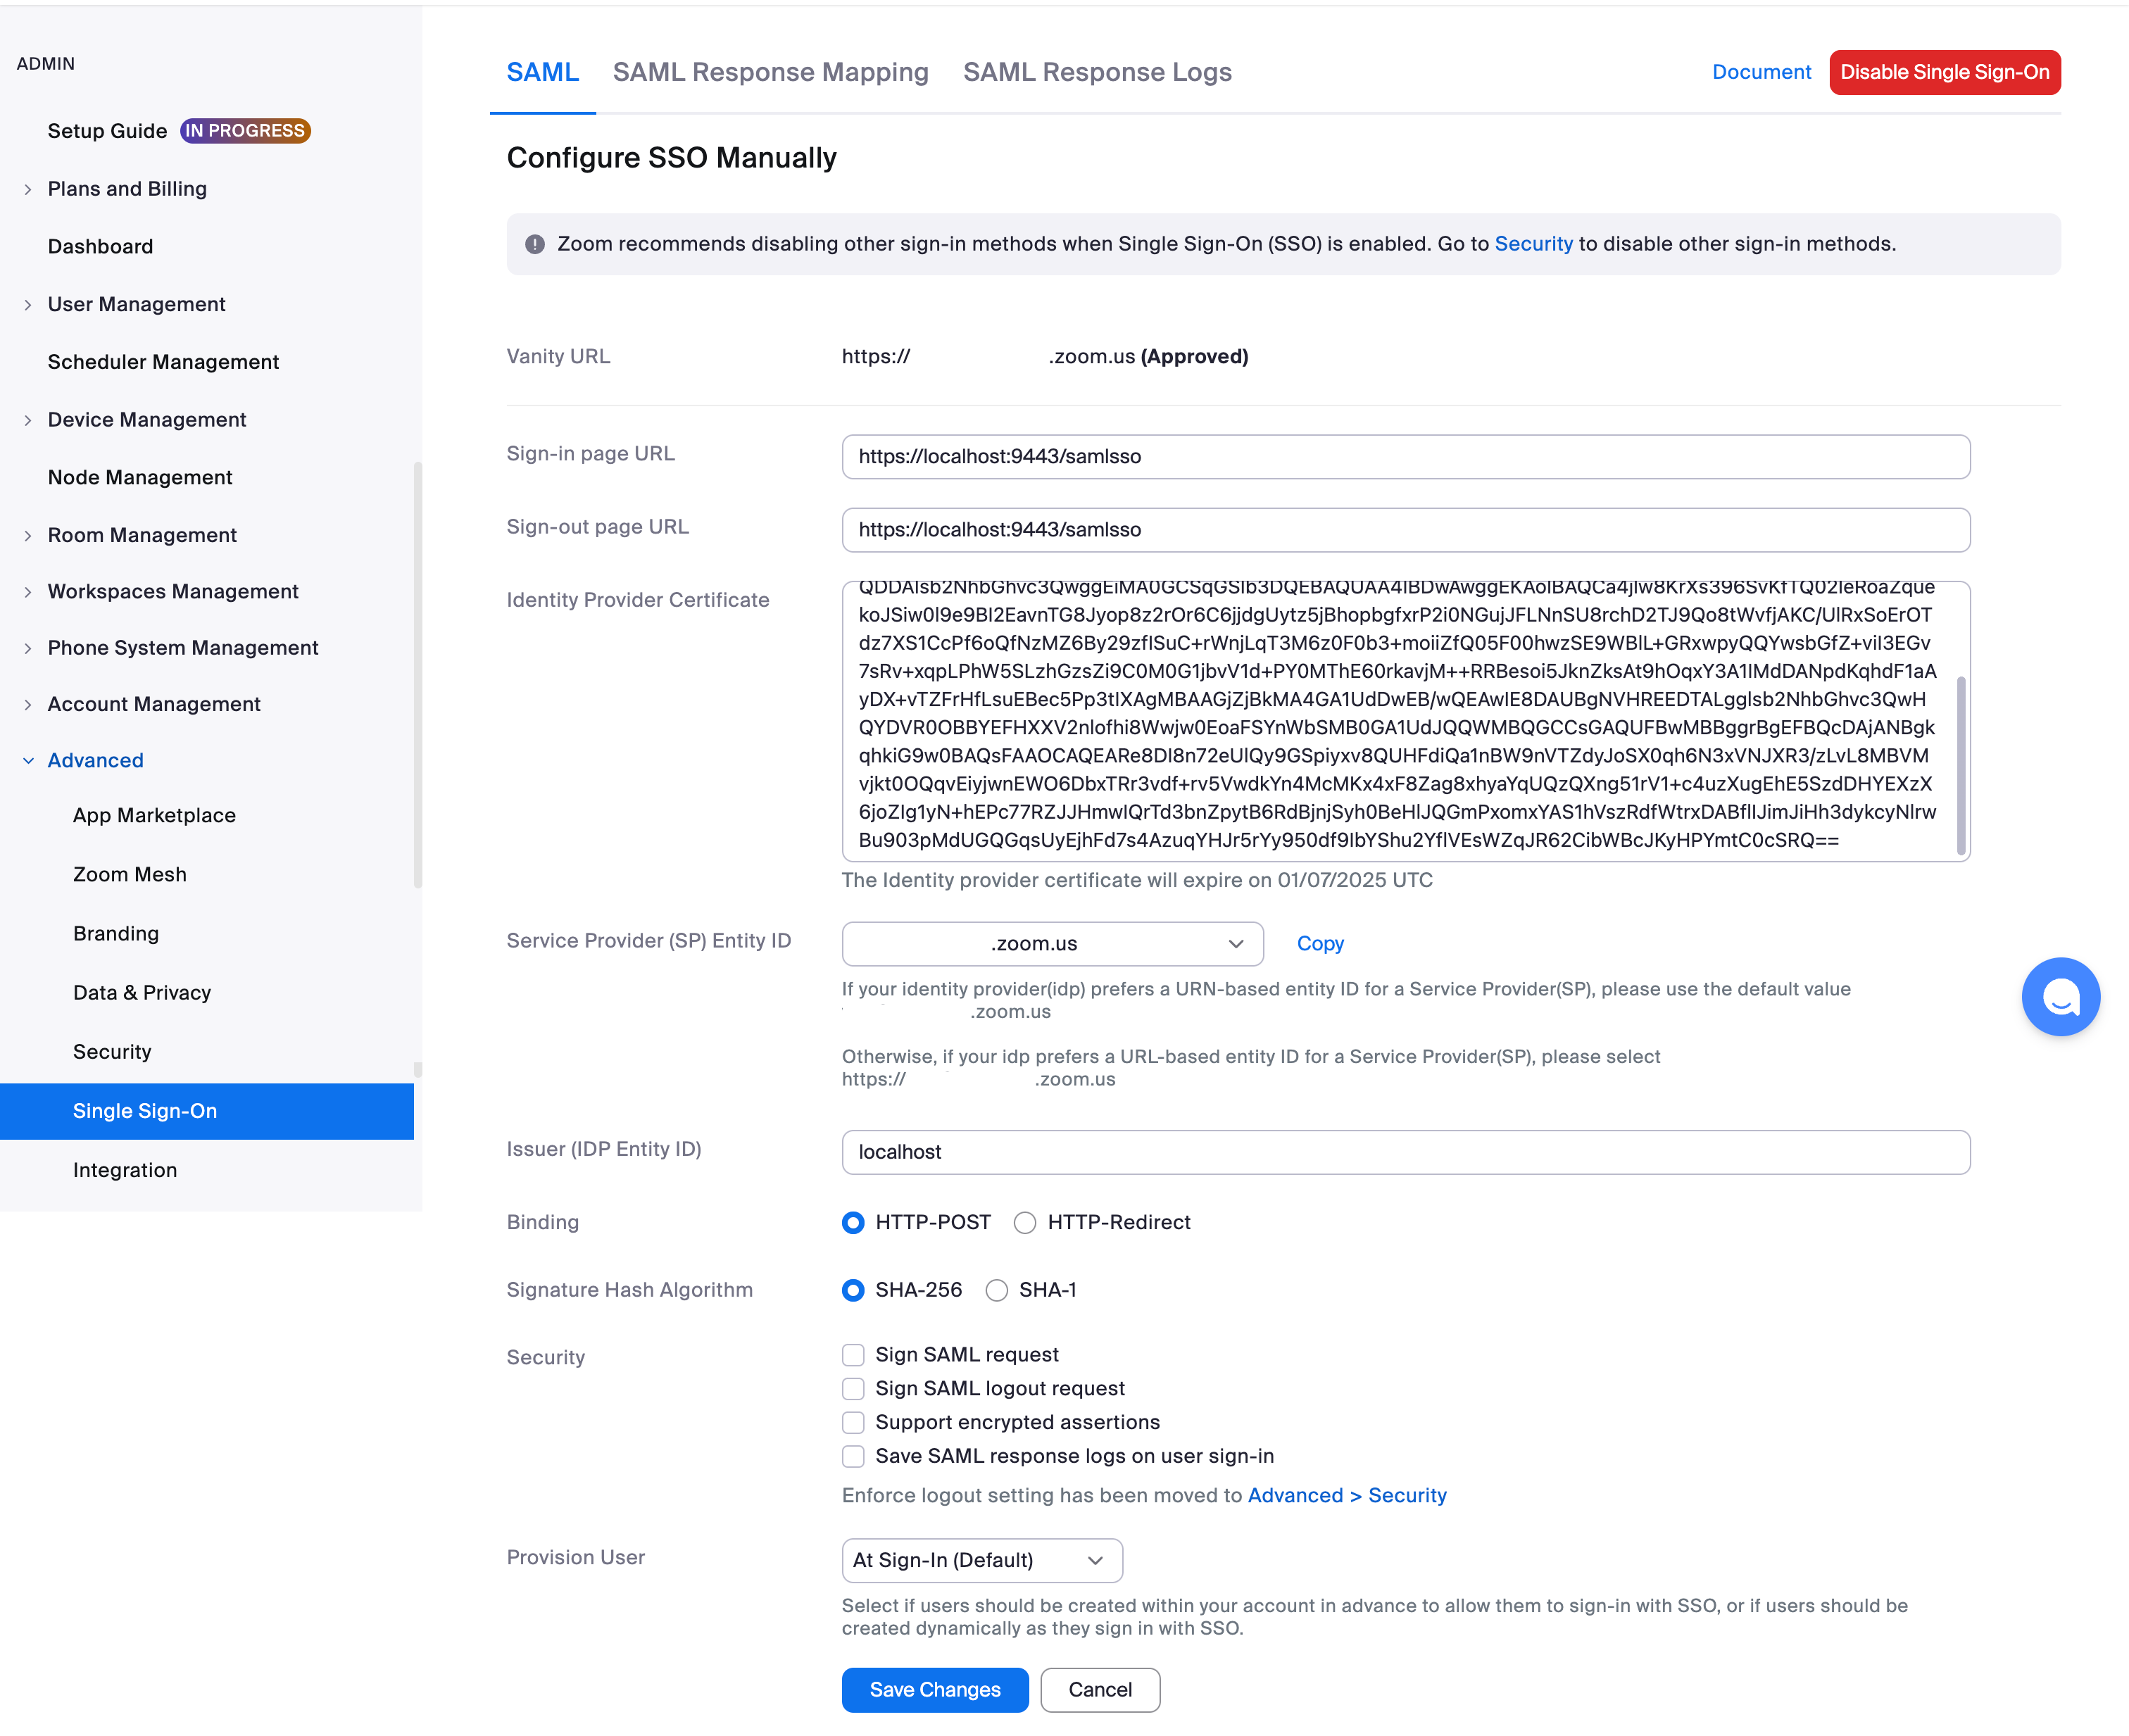 ADMIN
Setup Guide IN PROGRESS
Plans and Billing
Dashboard
User Management
Scheduler Management
Device Management
Node Management
Room Management
Workspaces Management
Phone System Management
Account Management
Advanced
App Marketplace
Zoom Mesh
Branding
Data & Privacy
Security
Single Sign-On
Integration
SAML SAML Response Mapping SAML Response Logs Document Disable Single Sign-On
Configure SSO Manually
Zoom recommends disabling other sign-in methods when Single Sign-On (SSO) is enabled. Go to Security to disable other sign-in methods.
Vanity URL https:// .zoom.us (Approved)
Sign-in page URL https://localhost:9443/samlsso
Sign-out page URL https://localhost:9443/samlsso
Identity Provider Certificate
QDDAlsb2NhbGhvc3QwggEiMA0GCSqGSIb3DQEBAQUAA4IBDwAwggEKAoIBAQCa4jIw8KrXs396SvKfTQ02IeRoaZque
koJSiw0I9e9BI2EavnTG8Jyop8z2rOr6C6jjdgUytz5jBhopbgfxrP2i0NGujJFLNnSU8rchD2TJ9Qo8tWvfjAKC/UlRxSoErOT
dz7XS1CcPf6oQfNzMZ6By29zfISuC+rWnjLqT3M6z0F0b3+moiiZfQ05F00hwzSE9WBlL+GRxwpyQQYwsbGfZ+vil3EGv
7sRv+xqpLPhW5SLzhGzsZi9C0M0G1jbvV1d+PY0MThE60rkavjM++RRBesoi5JknZksAt9hOqxY3A1IMdDANpdKqhdF1aA
yDX+vTZFrHfLsuEBec5Pp3tIXAgMBAAGjZjBkMA4GA1UdDwEB/wQEAwIE8DAUBgNVHREEDTALgglsb2NhbGhvc3QwH
QYDVR0OBBYEFHXXV2nlofhi8Wwjw0EoaFSYnWbSMB0GA1UdJQQWMBQGCCsGAQUFBwMBBggrBgEFBQcDAjANBgk
qhkiG9w0BAQsFAAOCAQEARe8DI8n72eUlQy9GSpiyxv8QUHFdiQa1nBW9nVTZdyJoSX0qh6N3xVNJXR3/zLvL8MBVM
vjkt0OQqvEiyjwnEWO6DbxTRr3vdf+rv5VwdkYn4McMKx4xF8Zag8xhyaYqUQzQXng51rV1+c4uzXugEhE5SzdDHYEXzX
6joZIg1yN+hEPc77RZJJHmwIQrTd3bnZpytB6RdBjnjSyh0BeHlJQGmPxomxYAS1hVszRdfWtrxDABfllJimJiHh3dykcyNlrw
Bu903pMdUGQGqsUyEjhFd7s4AzuqYHJr5rYy950df9IbYShu2YflVEsWZqJR62CibWBcJKyHPYmtC0cSRQ==
The Identity provider certificate will expire on 01/07/2025 UTC
Service Provider (SP) Entity ID .zoom.us Copy
If your identity provider(idp) prefers a URN-based entity ID for a Service Provider(SP), please use the default value
.zoom.us
Otherwise, if your idp prefers a URL-based entity ID for a Service Provider(SP), please select
https:// .zoom.us
Issuer (IDP Entity ID) localhost
Binding HTTP-POST HTTP-Redirect
Signature Hash Algorithm SHA-256 SHA-1
Security Sign SAML request
Sign SAML logout request
Support encrypted assertions
Save SAML response logs on user sign-in
Enforce logout setting has been moved to Advanced > Security
Provision User At Sign-In (Default)
Select if users should be created within your account in advance to allow them to sign-in with SSO, or if users should be
created dynamically as they sign in with SSO.
Save Changes Cancel